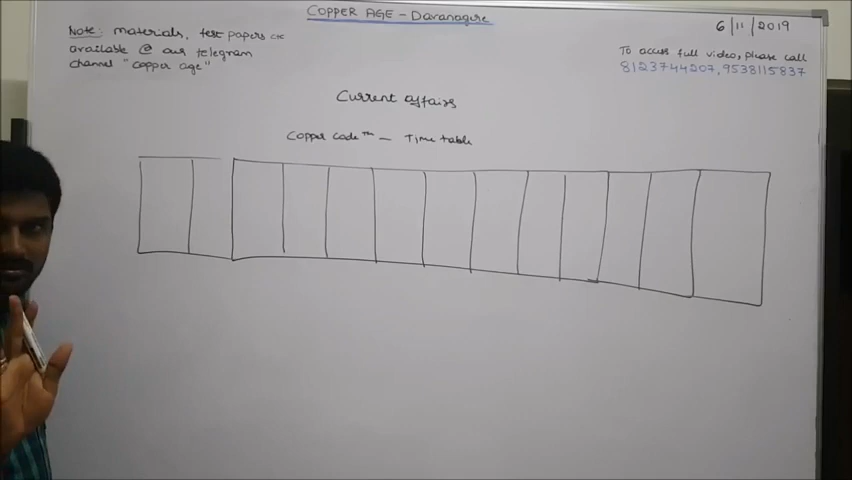 COPPER AGE - Davanagere
6/11/2019
Note: materials, test papers etc
available @ our telegram
channel "copper age"
To access full video, please call
8123744207, 9538115837
Current affairs
Copper code™ - Time table